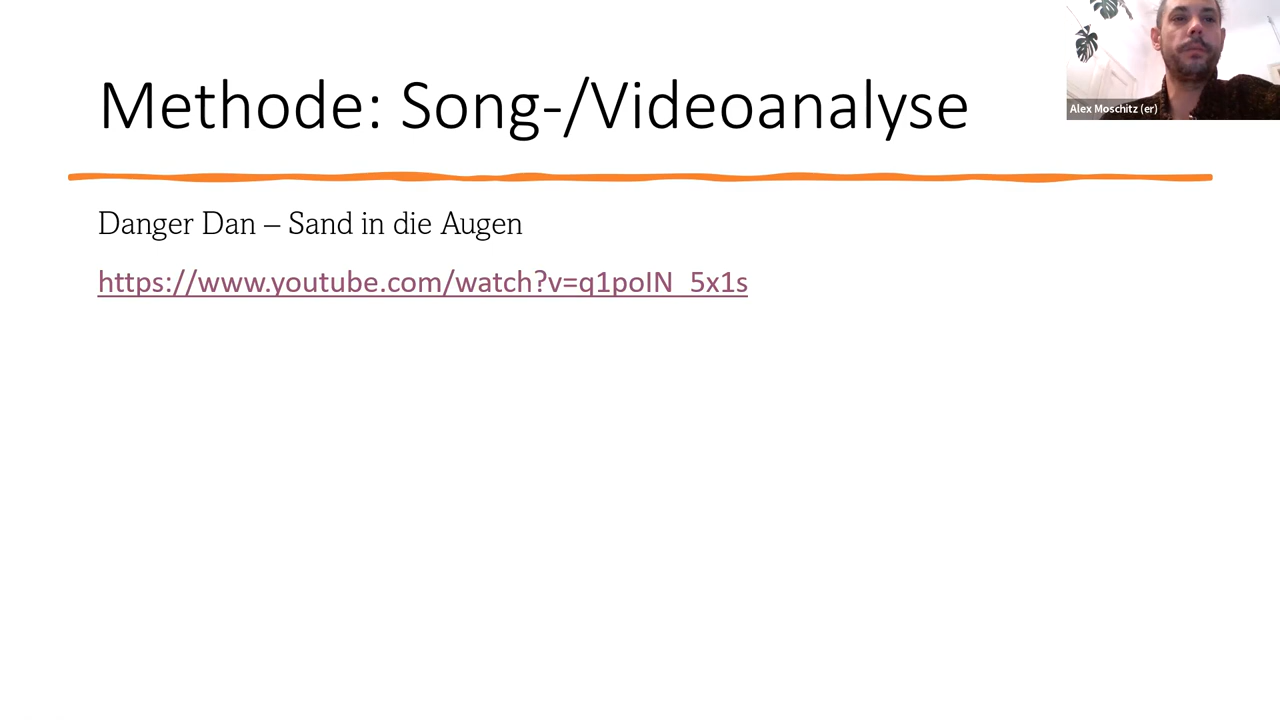 Methode: Song-/Videoanalyse
Alex Moschitz (er)
Danger Dan – Sand in die Augen
https://www.youtube.com/watch?v=q1poIN_5x1s